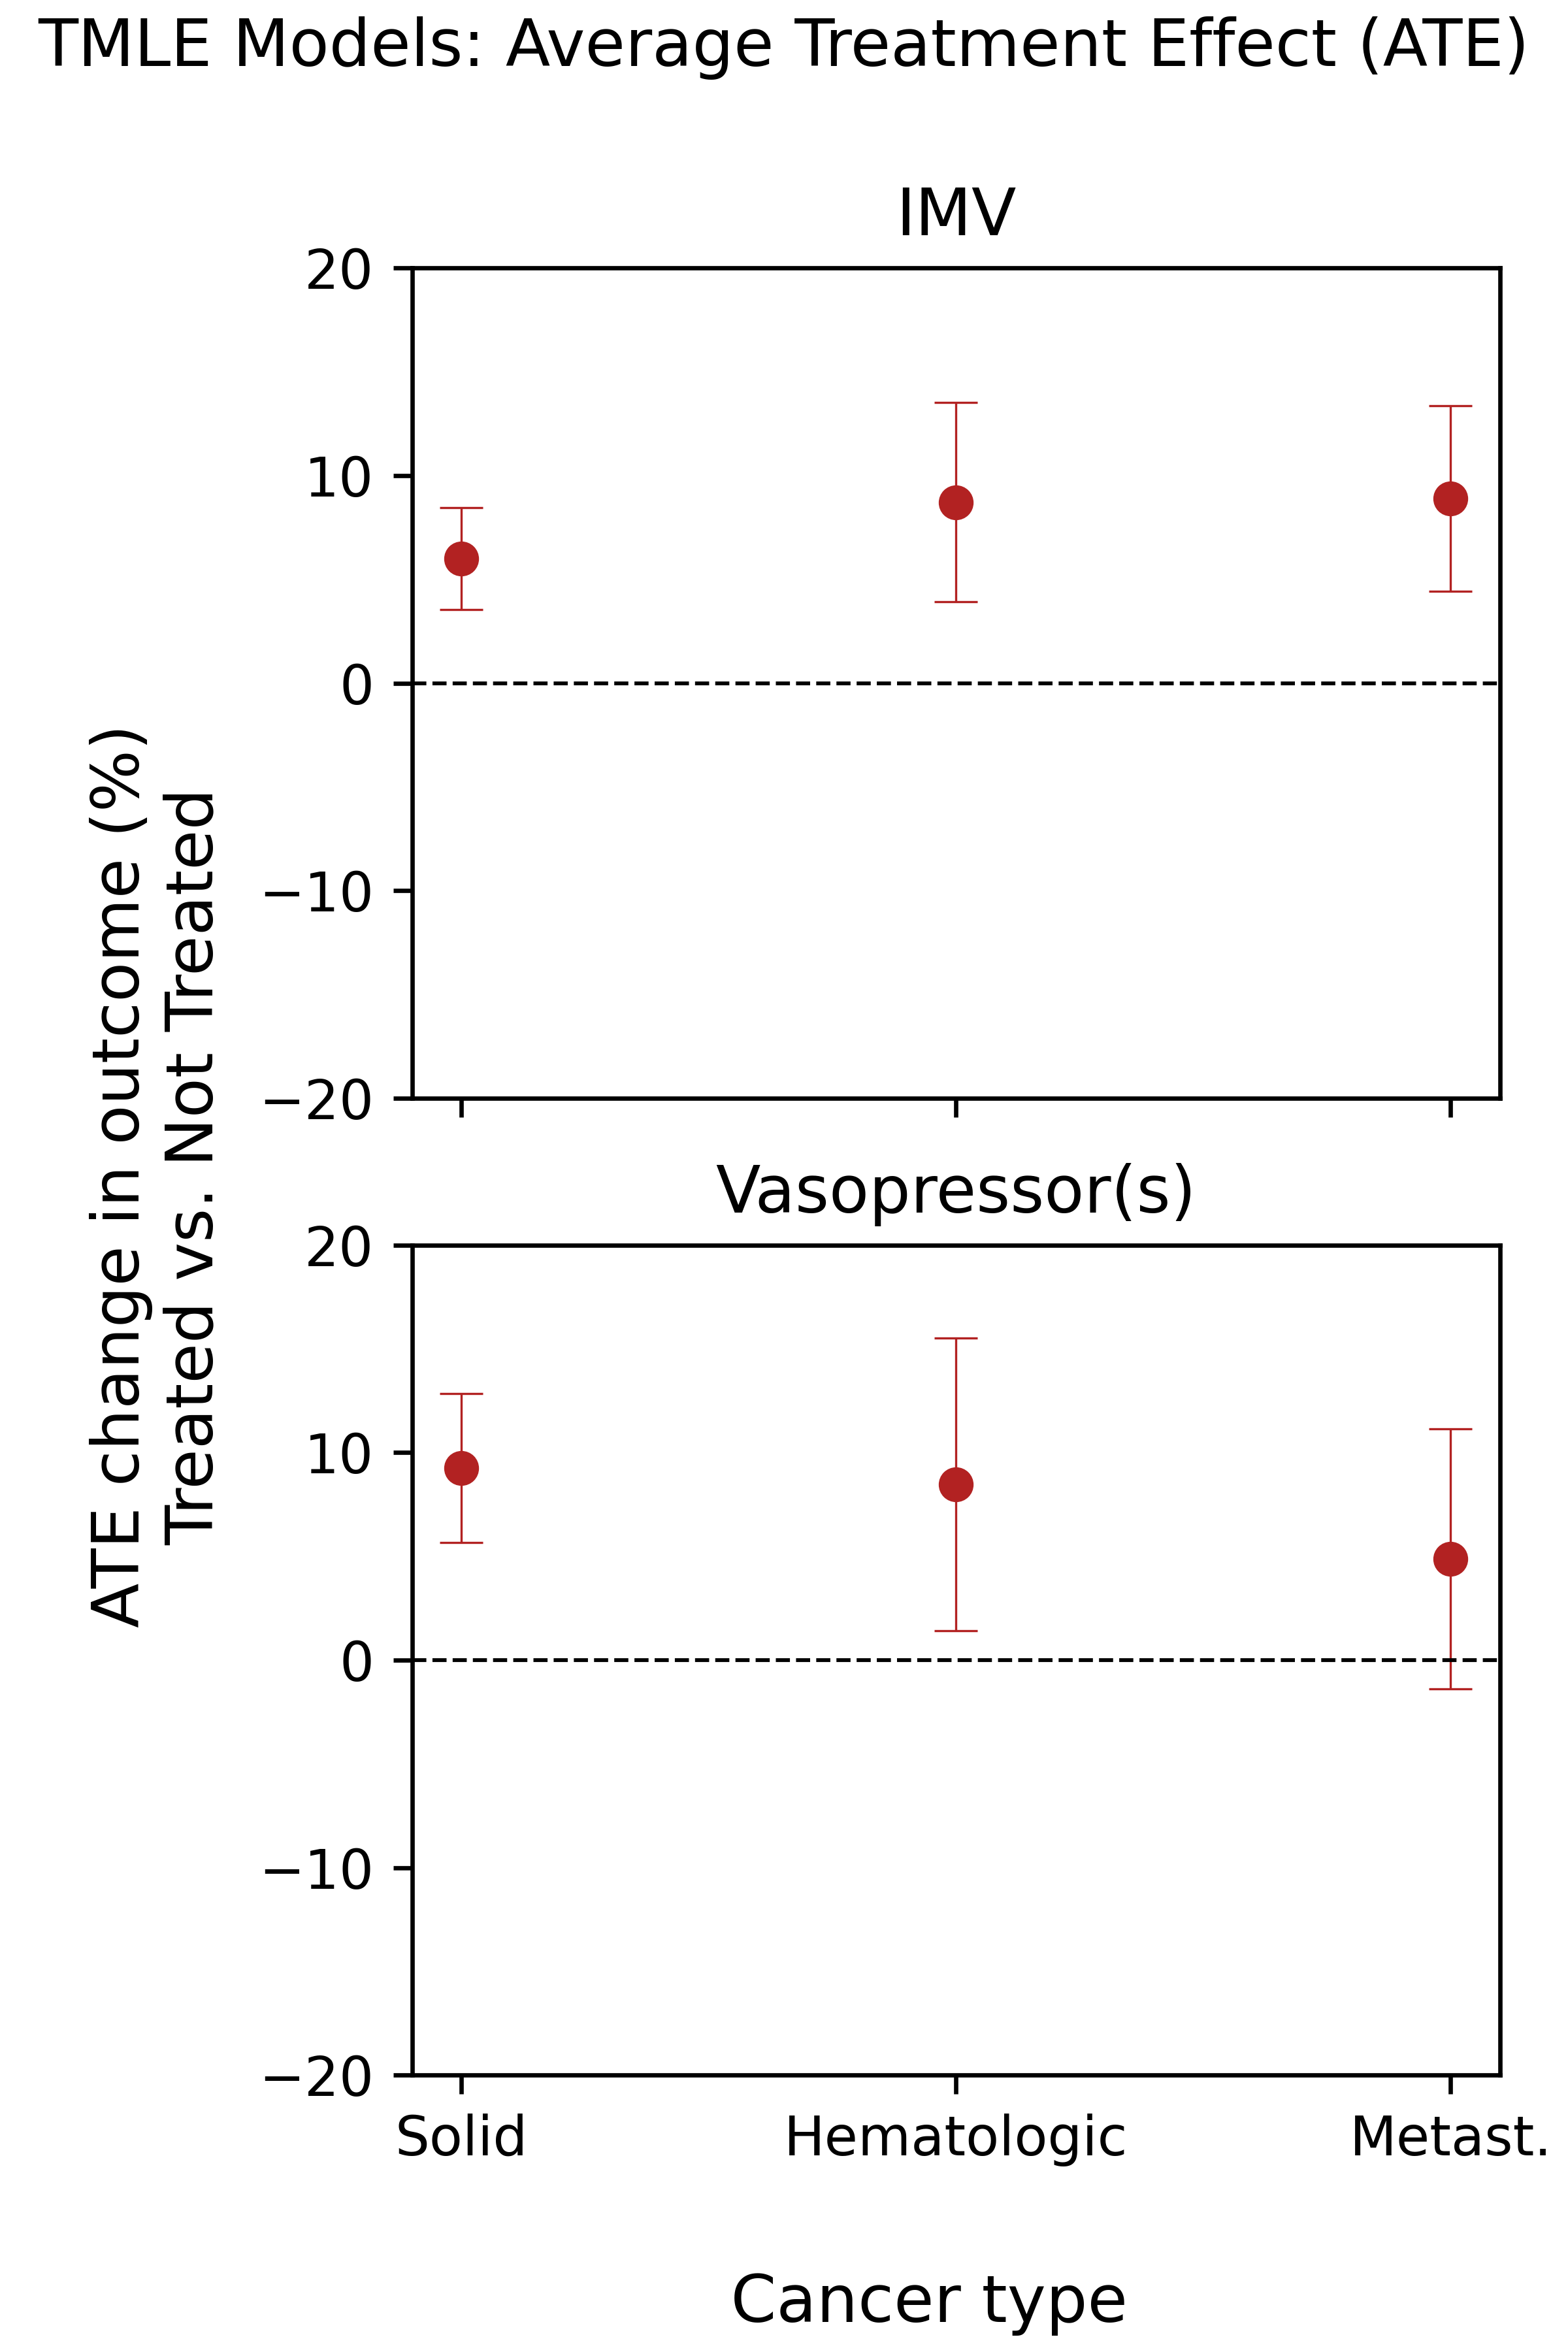 TMLE Models: Average Treatment Effect (ATE)
IMV
20
10
0
−10
−20
ATE change in outcome (%)
Treated vs. Not Treated
Vasopressor(s)
20
10
0
−10
−20
Solid Hematologic Metast.
Cancer type